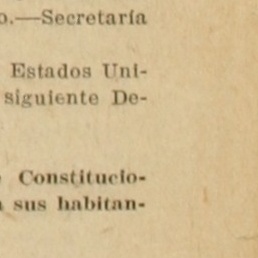 o.—Secretaría
Estados Uni-
siguiente De-
Constitucio-
sus habitan-